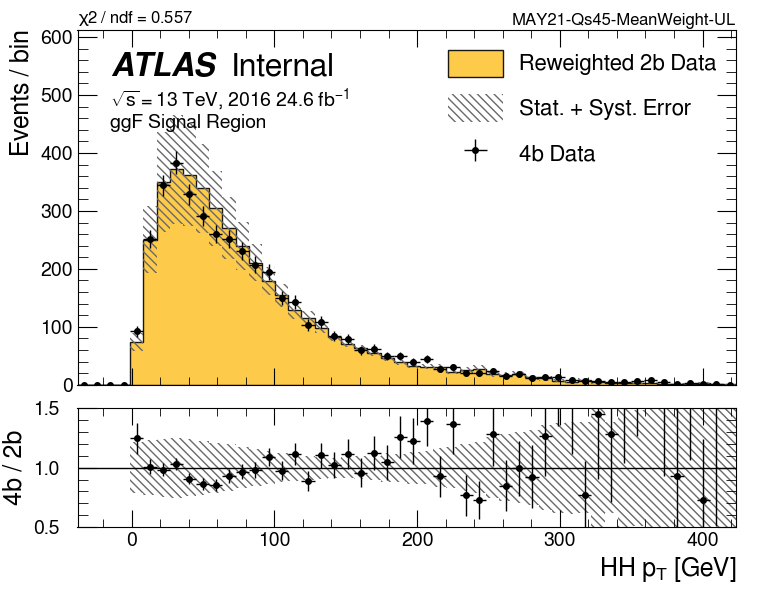 χ² / ndf = 0.557
MAY21-Qs45-MeanWeight-UL
Events / bin
600
500
400
300
200
100
0
ATLAS Internal
√s = 13 TeV, 2016 24.6 fb⁻¹
ggF Signal Region
Reweighted 2b Data
Stat. + Syst. Error
4b Data
4b / 2b
1.5
1.0
0.5
0 100 200 300 400
HH p_T [GeV]